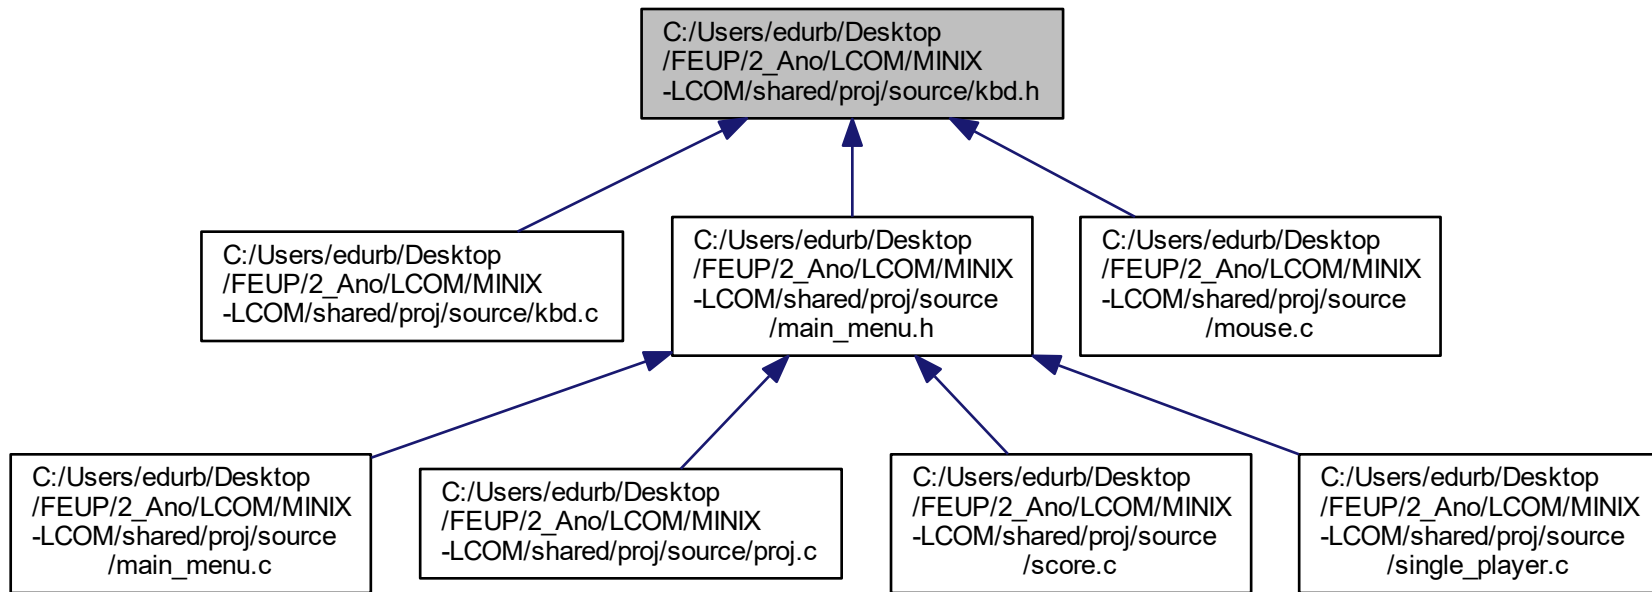 C:/Users/edurb/Desktop
/FEUP/2_Ano/LCOM/MINIX
-LCOM/shared/proj/source/kbd.h
C:/Users/edurb/Desktop
/FEUP/2_Ano/LCOM/MINIX
-LCOM/shared/proj/source/kbd.c
C:/Users/edurb/Desktop
/FEUP/2_Ano/LCOM/MINIX
-LCOM/shared/proj/source
/main_menu.h
C:/Users/edurb/Desktop
/FEUP/2_Ano/LCOM/MINIX
-LCOM/shared/proj/source
/mouse.c
C:/Users/edurb/Desktop
/FEUP/2_Ano/LCOM/MINIX
-LCOM/shared/proj/source
/main_menu.c
C:/Users/edurb/Desktop
/FEUP/2_Ano/LCOM/MINIX
-LCOM/shared/proj/source/proj.c
C:/Users/edurb/Desktop
/FEUP/2_Ano/LCOM/MINIX
-LCOM/shared/proj/source
/score.c
C:/Users/edurb/Desktop
/FEUP/2_Ano/LCOM/MINIX
-LCOM/shared/proj/source
/single_player.c